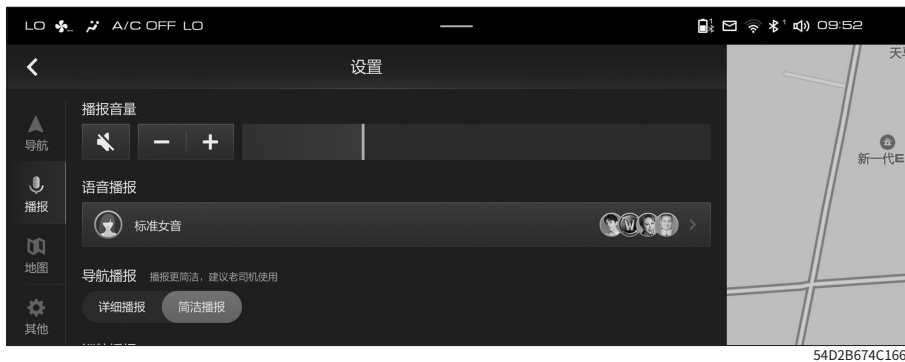 LO A/C OFF LO 09:52
设置
播报音量
导航
播报
地图
其他
语音播报
标准女音
导航播报 播报更简洁，建议老司机使用
详细播报 简洁播报
新一代E
54D2B674C166